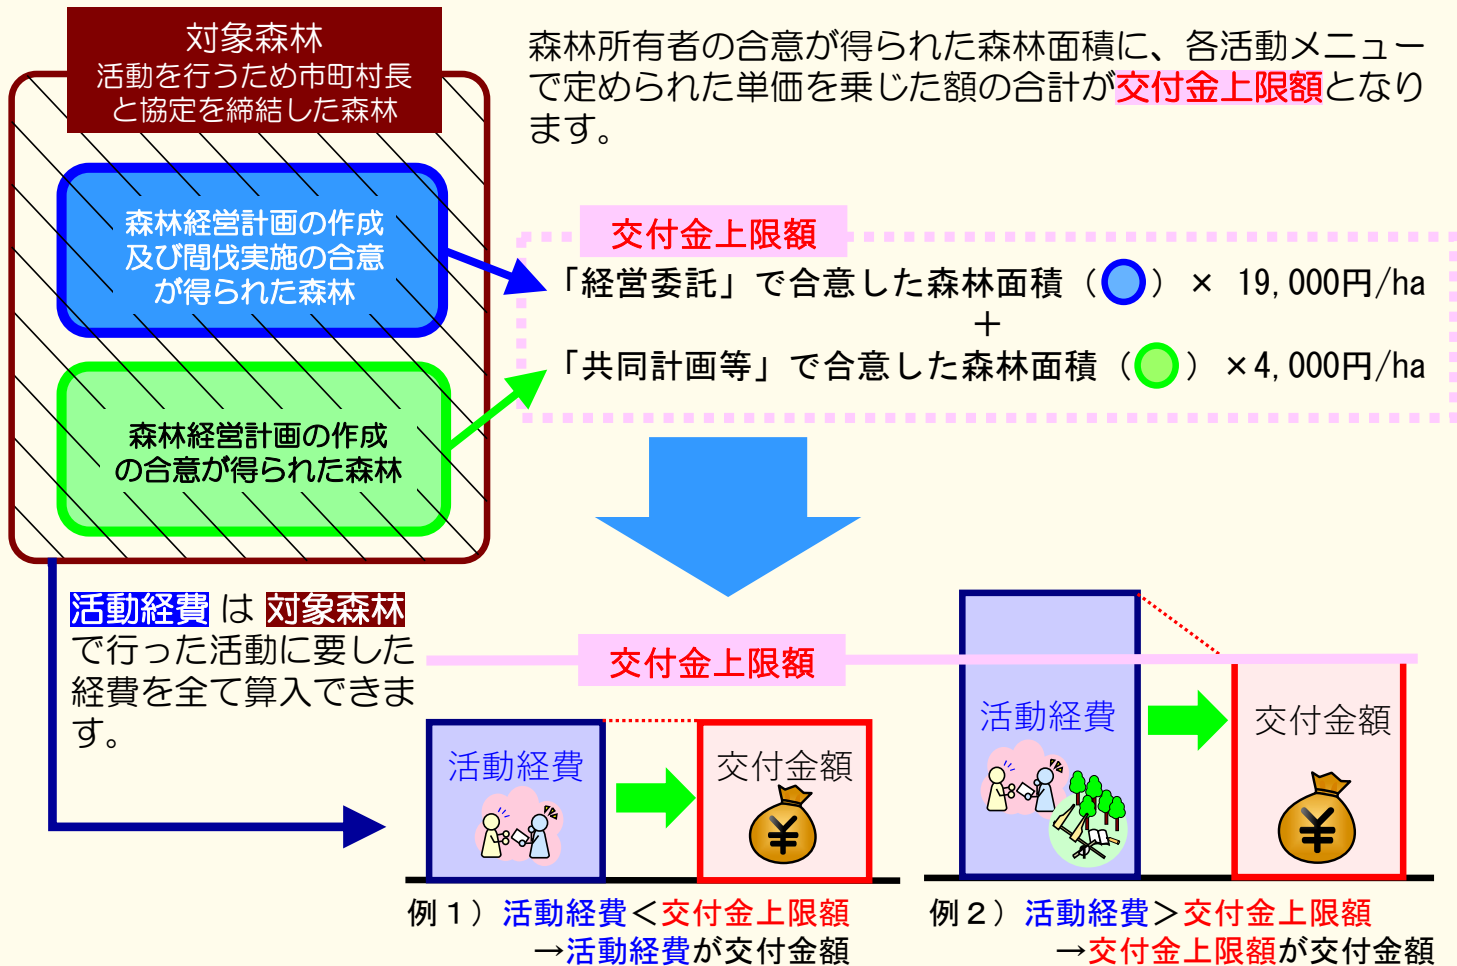 対象森林
活動を行うため市町村長
と協定を締結した森林
森林所有者の合意が得られた森林面積に、各活動メニュー
で定められた単価を乗じた額の合計が交付金上限額となり
ます。
森林経営計画の作成
及び間伐実施の合意
が得られた森林
森林経営計画の作成
の合意が得られた森林
交付金上限額
「経営委託」で合意した森林面積（ ）× 19,000円/ha
＋
「共同計画等」で合意した森林面積（ ）×4,000円/ha
活動経費 は 対象森林
で行った活動に要した
経費を全て算入できま
す。
交付金上限額
活動経費
交付金額
¥
例１）活動経費＜交付金上限額
→活動経費が交付金額
活動経費
交付金額
¥
例２）活動経費＞交付金上限額
→交付金上限額が交付金額